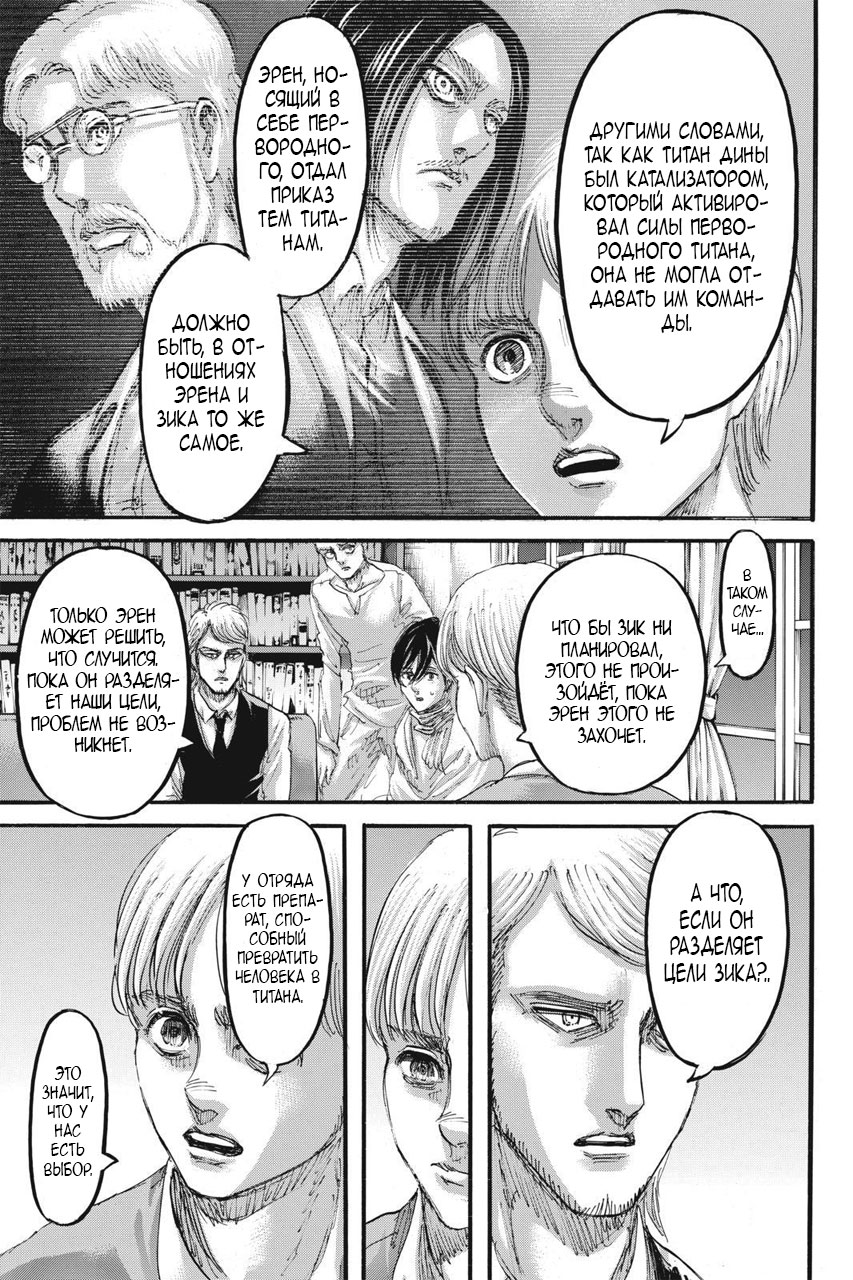 ДРУГИМИ СЛОВАМИ,
ТАК КАК ТИТАН ДИНЫ
БЫЛ КАТАЛИЗАТОРОМ,
КОТОРЫЙ АКТИВИРО-
ВАЛ СИЛЫ ПЕРВО-
РОДНОГО ТИТАНА,
ОНА НЕ МОГЛА ОТ-
ДАВАТЬ ИМ КОМАН-
ДЫ.
ЭРЕН, НО-
СЯЩИЙ В
СЕБЕ ПЕР-
ВОРОДНО-
ГО, ОТДАЛ
ПРИКАЗ
ТЕМ ТИТА-
НАМ.
ДОЛЖНО
БЫТЬ, В ОТ-
НОШЕНИЯХ
ЭРЕНА И
ЗИКА ТО ЖЕ
САМОЕ.
В
ТАКОМ
СЛУ-
ЧАЕ...
ЧТО БЫ ЗИК НИ
ПЛАНИРОВАЛ,
ЭТОГО НЕ ПРОИ-
ЗОЙДЁТ, ПОКА
ЭРЕН ЭТОГО НЕ
ЗАХОЧЕТ.
ТОЛЬКО ЭРЕН
МОЖЕТ РЕШИТЬ,
ЧТО СЛУЧИТСЯ.
ПОКА ОН РАЗДЕЛЯ-
ЕТ НАШИ ЦЕЛИ,
ПРОБЛЕМ НЕ ВОЗ-
НИКНЕТ.
А ЧТО,
ЕСЛИ ОН
РАЗДЕЛЯЕТ
ЦЕЛИ ЗИКА?..
У ОТРЯДА
ЕСТЬ ПРЕПА-
РАТ, СПО-
СОБНЫЙ
ПРЕВРАТИТЬ
ЧЕЛОВЕКА В
ТИТАНА.
ЭТО
ЗНАЧИТ,
ЧТО У
НАС
ЕСТЬ
ВЫБОР.